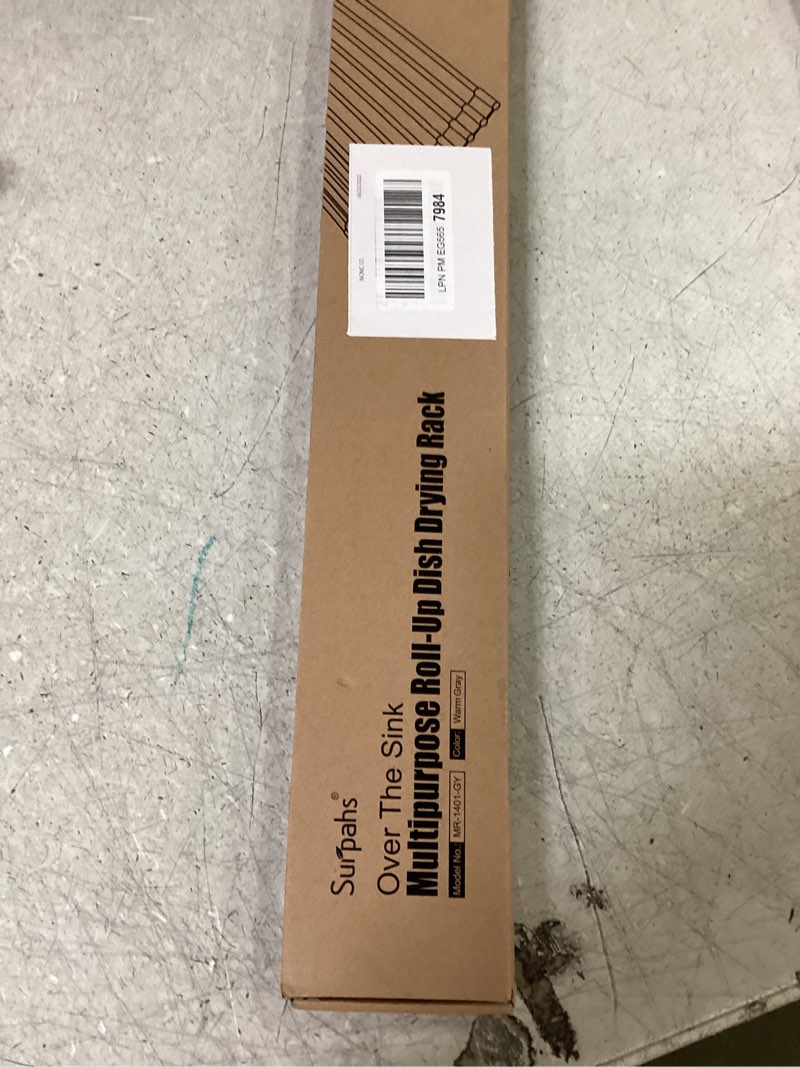 Surpahs®
Over The Sink
Multipurpose Roll-Up Dish Drying Rack
Model No.: MR-1401-GY Color: Warm Gray
LPN PM EG565 7984